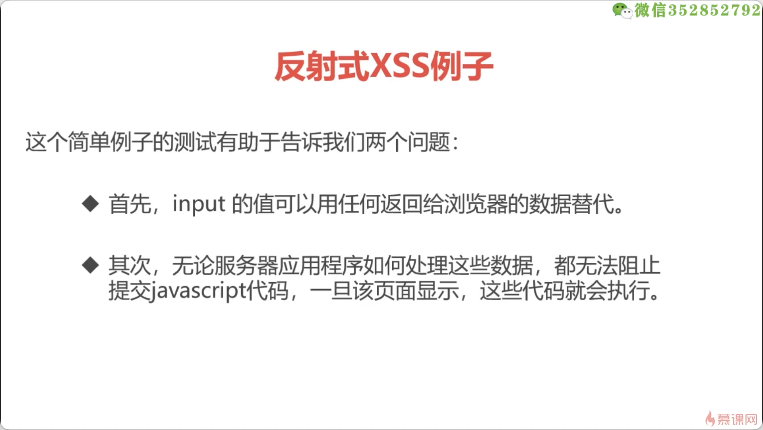 微信352852792
反射式XSS例子
这个简单例子的测试有助于告诉我们两个问题：
◆ 首先，input 的值可以用任何返回给浏览器的数据替代。
◆ 其次，无论服务器应用程序如何处理这些数据，都无法阻止
提交javascript代码，一旦该页面显示，这些代码就会执行。
慕课网